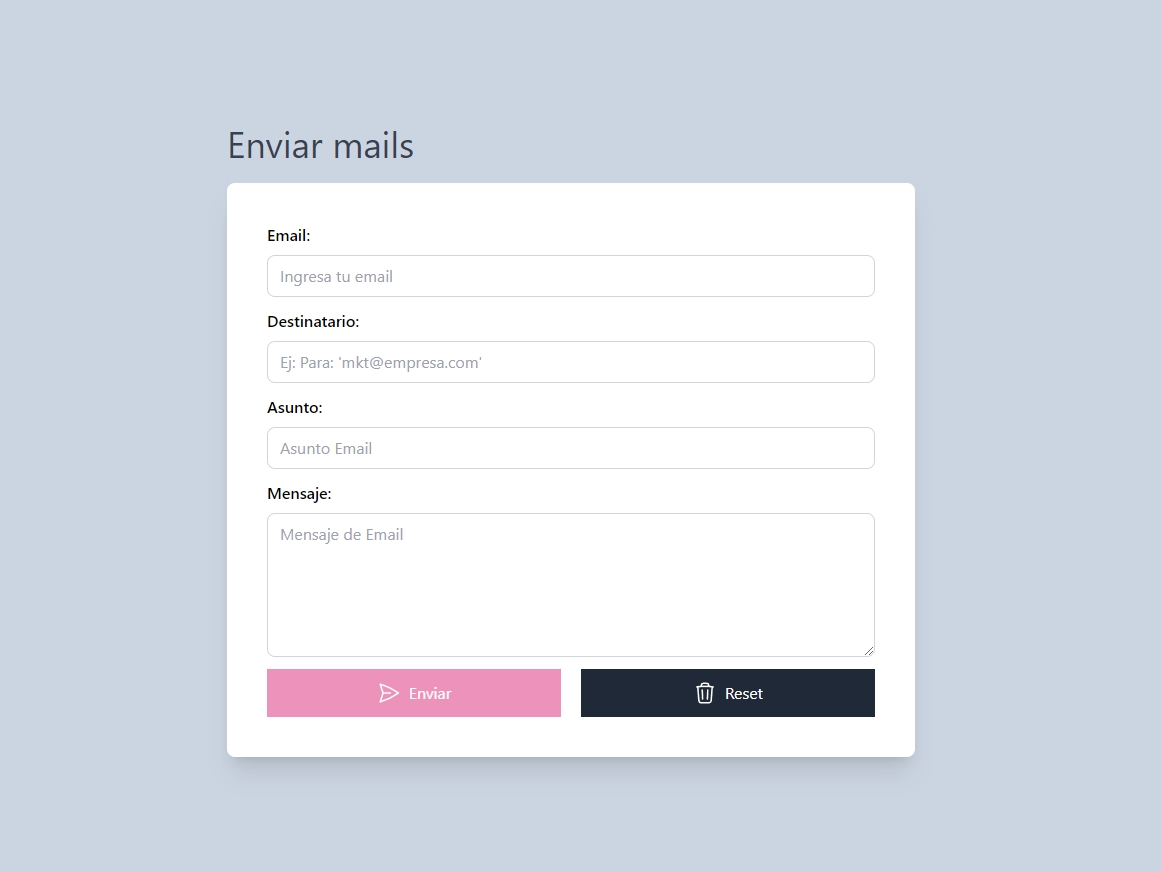 Enviar mails
Email:
Ingresa tu email
Destinatario:
Ej: Para: 'mkt@empresa.com'
Asunto:
Asunto Email
Mensaje:
Mensaje de Email
Enviar
Reset